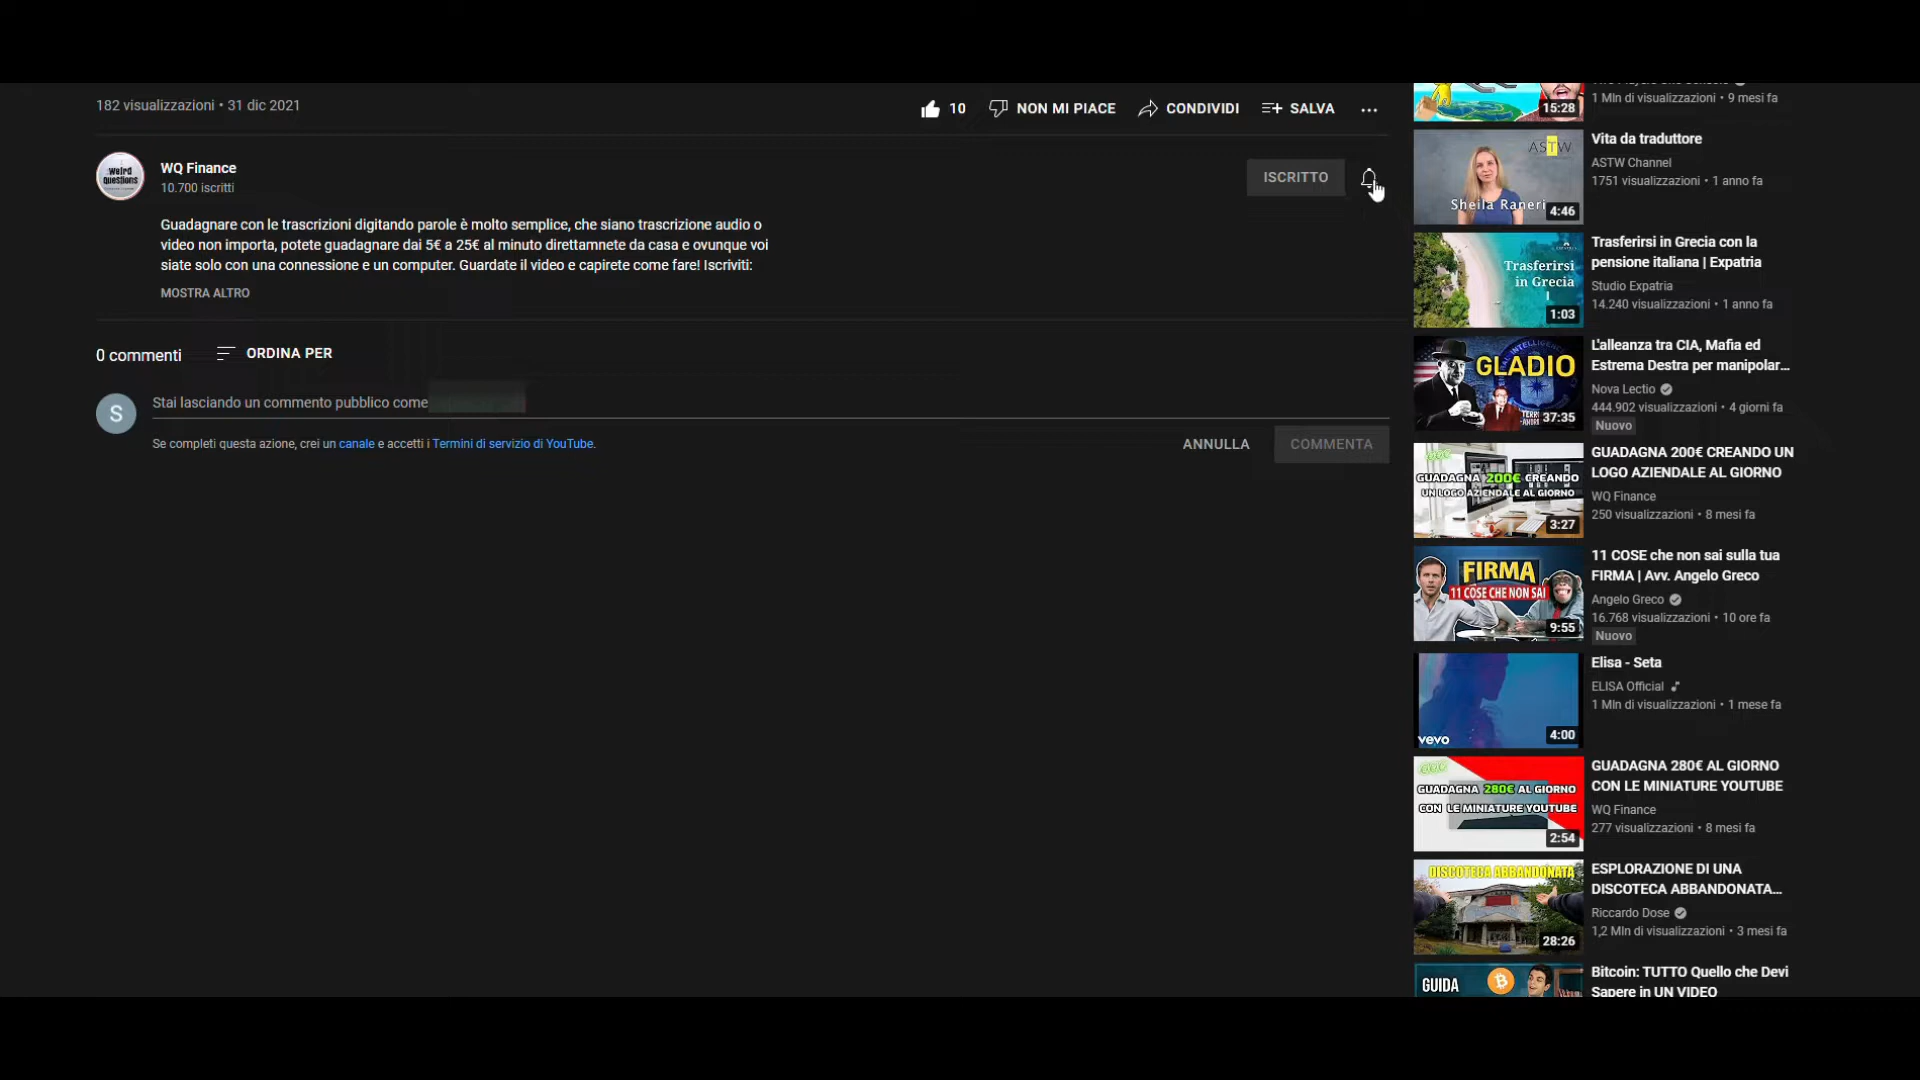 182 visualizzazioni • 31 dic 2021
10
NON MI PIACE
CONDIVIDI
SALVA
Weird
Questions
WQ Finance
10.700 iscritti
ISCRITTO
Guadagnare con le trascrizioni digitando parole è molto semplice, che siano trascrizione audio o
video non importa, potete guadagnare dai 5€ a 25€ al minuto direttamnete da casa e ovunque voi
siate solo con una connessione e un computer. Guardate il video e capirete come fare! Iscriviti:
MOSTRA ALTRO
0 commenti
ORDINA PER
S
Stai lasciando un commento pubblico come
Se completi questa azione, crei un canale e accetti i Termini di servizio di YouTube.
ANNULLA
COMMENTA
15:28
1 Mln di visualizzazioni • 9 mesi fa
ASTW
Sheila Raneri
4:46
Vita da traduttore
ASTW Channel
1751 visualizzazioni • 1 anno fa
Trasferirsi
in Grecia
1:03
Trasferirsi in Grecia con la
pensione italiana | Expatria
Studio Expatria
14.240 visualizzazioni • 1 anno fa
GLADIO
37:35
L'alleanza tra CIA, Mafia ed
Estrema Destra per manipolar...
Nova Lectio
444.902 visualizzazioni • 4 giorni fa
Nuovo
GUADAGNA 200€ CREANDO
UN LOGO AZIENDALE AL GIORNO
3:27
GUADAGNA 200€ CREANDO UN
LOGO AZIENDALE AL GIORNO
WQ Finance
250 visualizzazioni • 8 mesi fa
FIRMA
11 COSE CHE NON SAI
9:55
11 COSE che non sai sulla tua
FIRMA | Avv. Angelo Greco
Angelo Greco
16.768 visualizzazioni • 10 ore fa
Nuovo
vevo
4:00
Elisa - Seta
ELISA Official
1 Mln di visualizzazioni • 1 mese fa
GUADAGNA 280€ AL GIORNO
CON LE MINIATURE YOUTUBE
2:54
GUADAGNA 280€ AL GIORNO
CON LE MINIATURE YOUTUBE
WQ Finance
277 visualizzazioni • 8 mesi fa
DISCOTECA ABBANDONATA
28:26
ESPLORAZIONE DI UNA
DISCOTECA ABBANDONATA...
Riccardo Dose
1,2 Mln di visualizzazioni • 3 mesi fa
GUIDA
Bitcoin: TUTTO Quello che Devi
Sapere in UN VIDEO